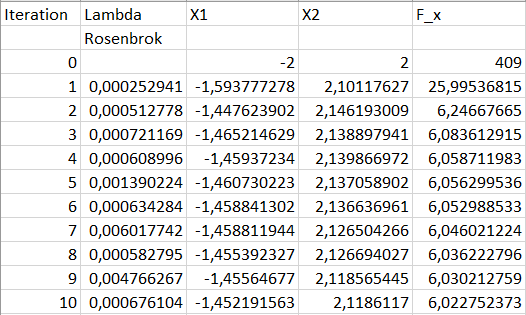 Iteration Lambda X1 X2 F_x
Rosenbrok
0 -2 2 409
1 0,000252941 -1,593777278 2,10117627 25,99536815
2 0,000512778 -1,447623902 2,146193009 6,24667665
3 0,000721169 -1,465214629 2,138897941 6,083612915
4 0,000608996 -1,45937234 2,139866972 6,058711983
5 0,001390224 -1,460730223 2,137058902 6,056299536
6 0,000634284 -1,458841302 2,136636961 6,052988533
7 0,006017742 -1,458811944 2,126504266 6,046021224
8 0,000582795 -1,455392327 2,126694027 6,036222796
9 0,004766267 -1,45564677 2,118565445 6,030212759
10 0,000676104 -1,452191563 2,1186117 6,022752373